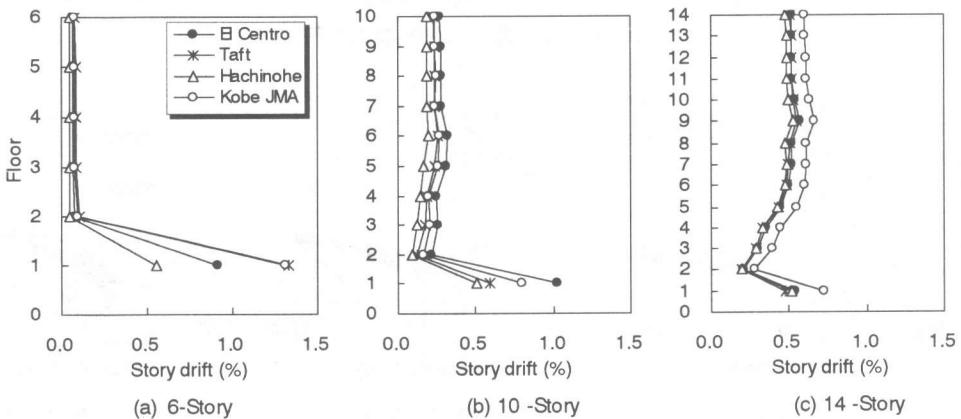 Floor
6
5
4
3
2
1
0
El Centro
Taft
Hachinohe
Kobe JMA
0.0 0.5 1.0 1.5
Story drift (%)
(a) 6-Story
10
9
8
7
6
5
4
3
2
1
0
0.0 0.5 1.0 1.5
Story drift (%)
(b) 10 -Story
14
13
12
11
10
9
8
7
6
5
4
3
2
1
0
0.0 0.5 1.0 1.5
Story drift (%)
(c) 14 -Story